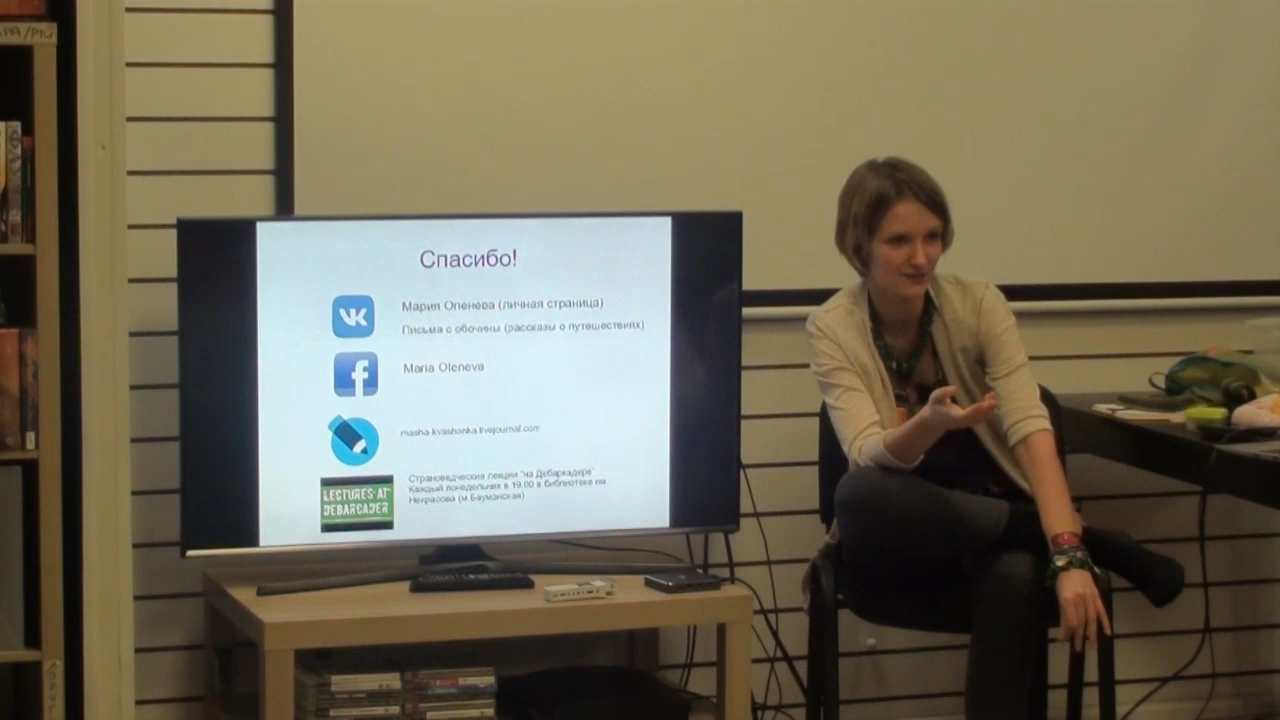 Спасибо!
Мария Оленева (личная страница)
Письма с обочины (рассказы о путешествиях)
Maria Oleneva
masha-kvashonka.livejournal.com
Страноведческие лекции "на Дебаркадере"
Каждый понедельник в 19.00 в библиотеке им.
Некрасова (м.Бауманская)
LECTURES AT
DEBARCADER